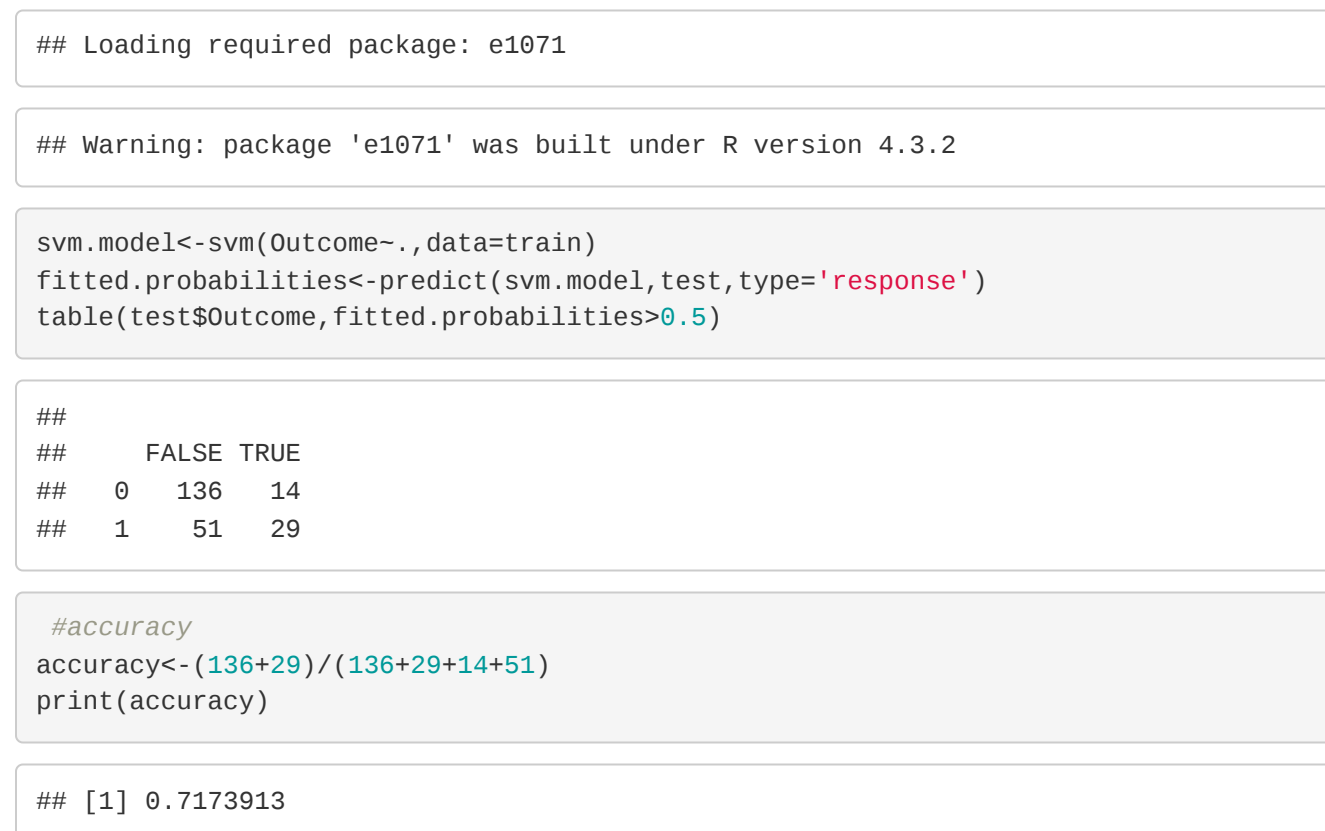 ## Loading required package: e1071
## Warning: package 'e1071' was built under R version 4.3.2
svm.model<-svm(Outcome~.,data=train)
fitted.probabilities<-predict(svm.model,test,type='response')
table(test$Outcome,fitted.probabilities>0.5)
##
##     FALSE TRUE
##   0   136   14
##   1    51   29
#accuracy
accuracy<-(136+29)/(136+29+14+51)
print(accuracy)
## [1] 0.7173913